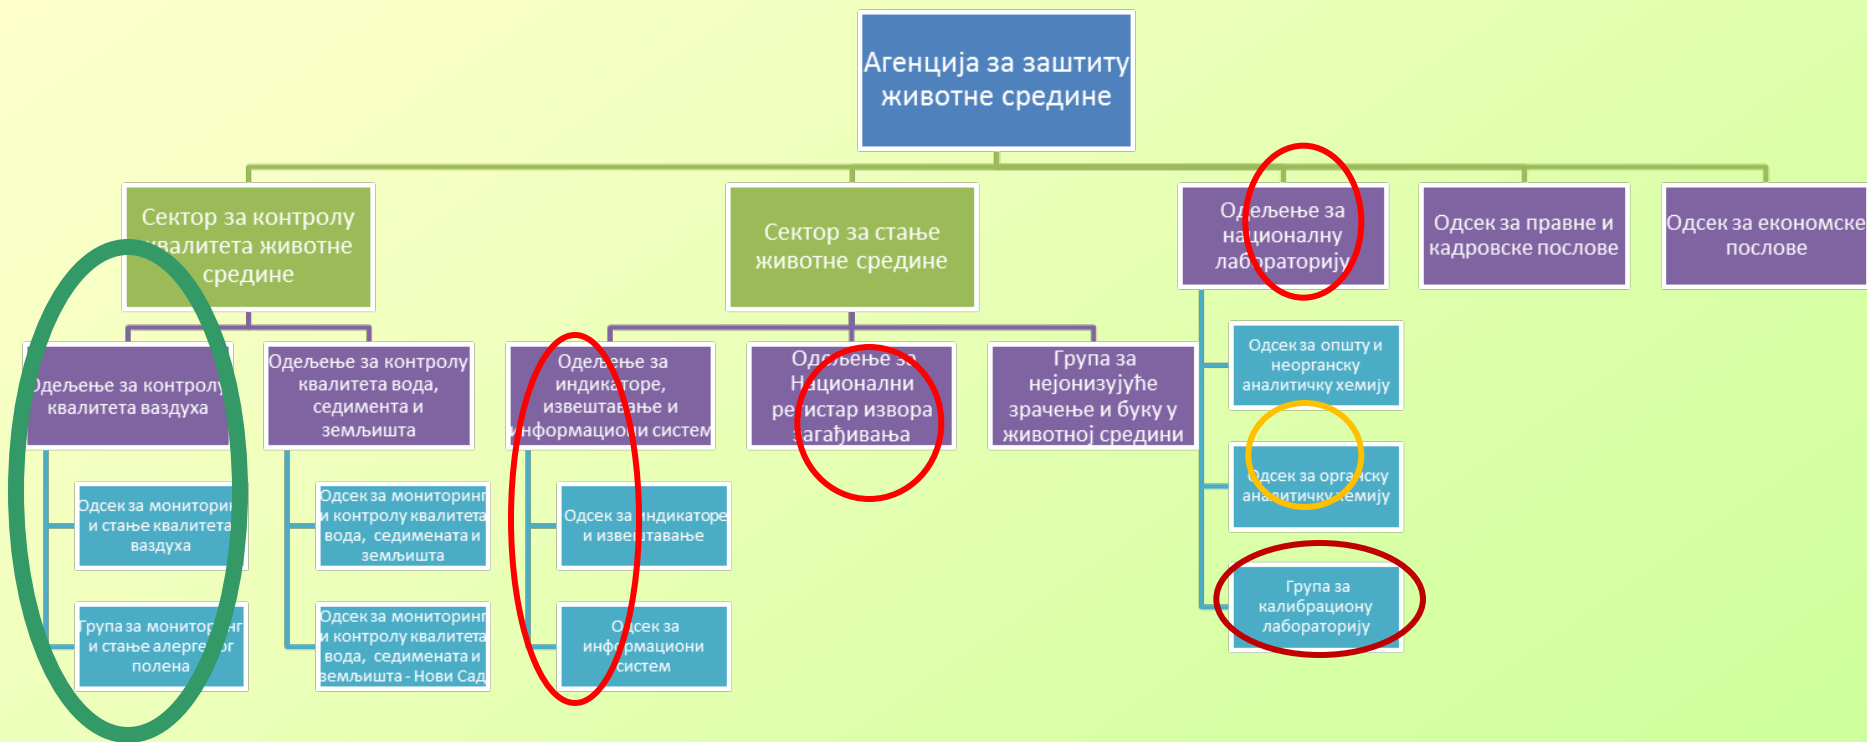 Агенција за заштиту
животне средине
Сектор за контролу
квалитета животне
средине
Сектор за стање
животне средине
Одељење за
националну
лабораторију
Одсек за правне и
кадровске послове
Одсек за економске
послове
Одељење за контролу
квалитета ваздуха
Одељење за контролу
квалитета вода,
седимента и
земљишта
Одељење за
индикаторе,
извештавање и
информациони систем
Одељење за
Национални
регистар извора
загађивања
Група за
нејонизујуће
зрачење и буку у
животној средини
Одсек за општу и
неорганску
аналитичку хемију
Одсек за органску
аналитичку хемију
Група за
калибрациону
лабораторију
Одсек за мониторинг
и стање квалитета
ваздуха
Група за мониторинг
и стање алергеног
полена
Одсек за мониторинг
и контролу квалитета
вода, седимената и
земљишта
Одсек за мониторинг
и контролу квалитета
вода, седимената и
земљишта - Нови Сад
Одсек за индикаторе
и извештавање
Одсек за
информациони
систем